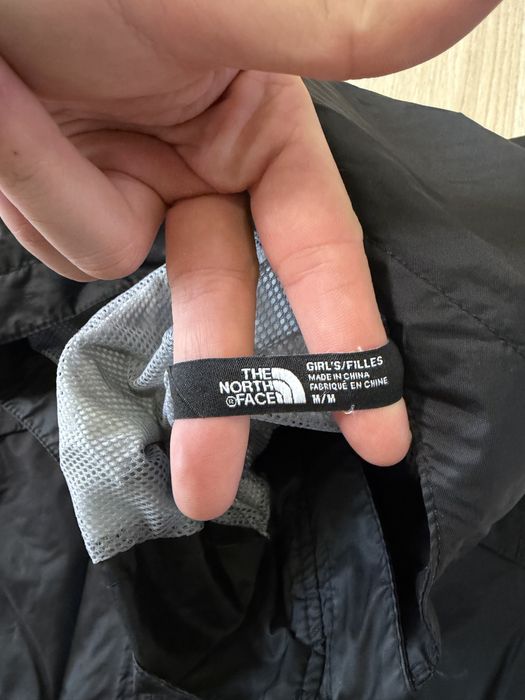 THE
NORTH
®FACE
GIRL'S/FILLES
MADE IN CHINA
FABRIQUÉ EN CHINE
M/M